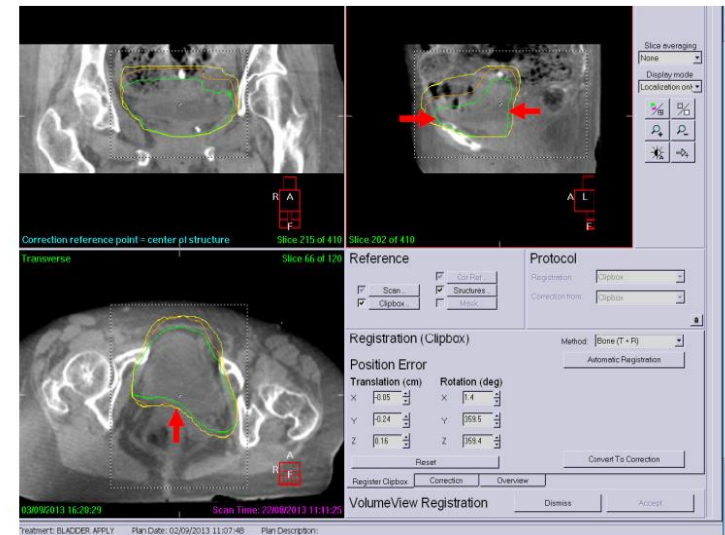 Slice averaging
None
Display mode
Localization onl
R A
F
A L
F
Correction reference point = center of structure
Slice 215 of 410
Slice 202 of 410
Transverse
Slice 66 of 120
Reference
Cor Ref...
Scan...
Structures...
Clipbox...
Mask...
Protocol
Registration:
Clipbox
Correction from:
Clipbox
Registration (Clipbox)
Method: Bone (T + R)
Automatic Registration
Position Error
Translation (cm) Rotation (deg)
X -0.05 X 1.4
Y -0.24 Y 359.5
Z 0.16 Z 359.4
Reset
Convert To Correction
A
R F
Register Clipbox Correction Overview
03/09/2013 16:20:29
Scan Time: 22/08/2013 11:11:25
VolumeView Registration
Dismiss
Accept
Treatment: BLADDER APPLY Plan Date: 02/09/2013 11:07:48 Plan Description: